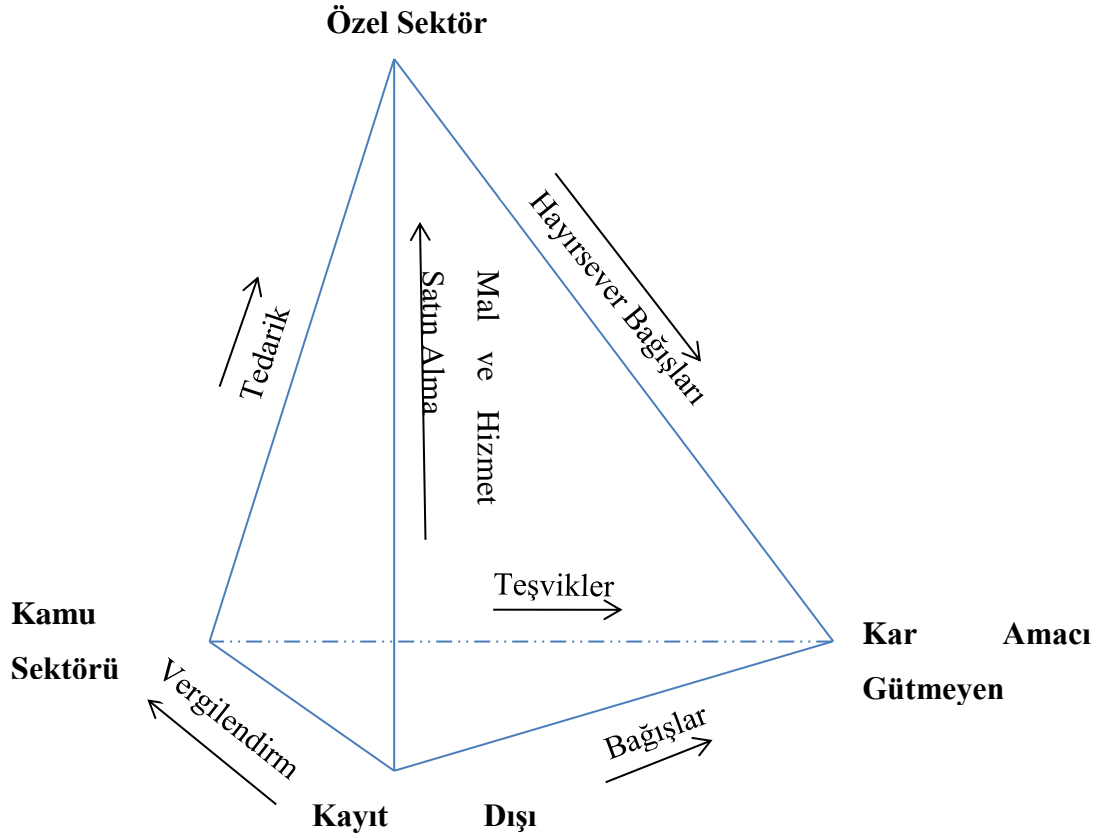 Özel Sektör
Hayırsever Bağışları
Tedarik
Mal ve Hizmet
Satın Alma
Teşvikler
Kamu
Sektörü
Kar Amacı
Gütmeyen
Vergilendirm
Bağışlar
Kayıt Dışı